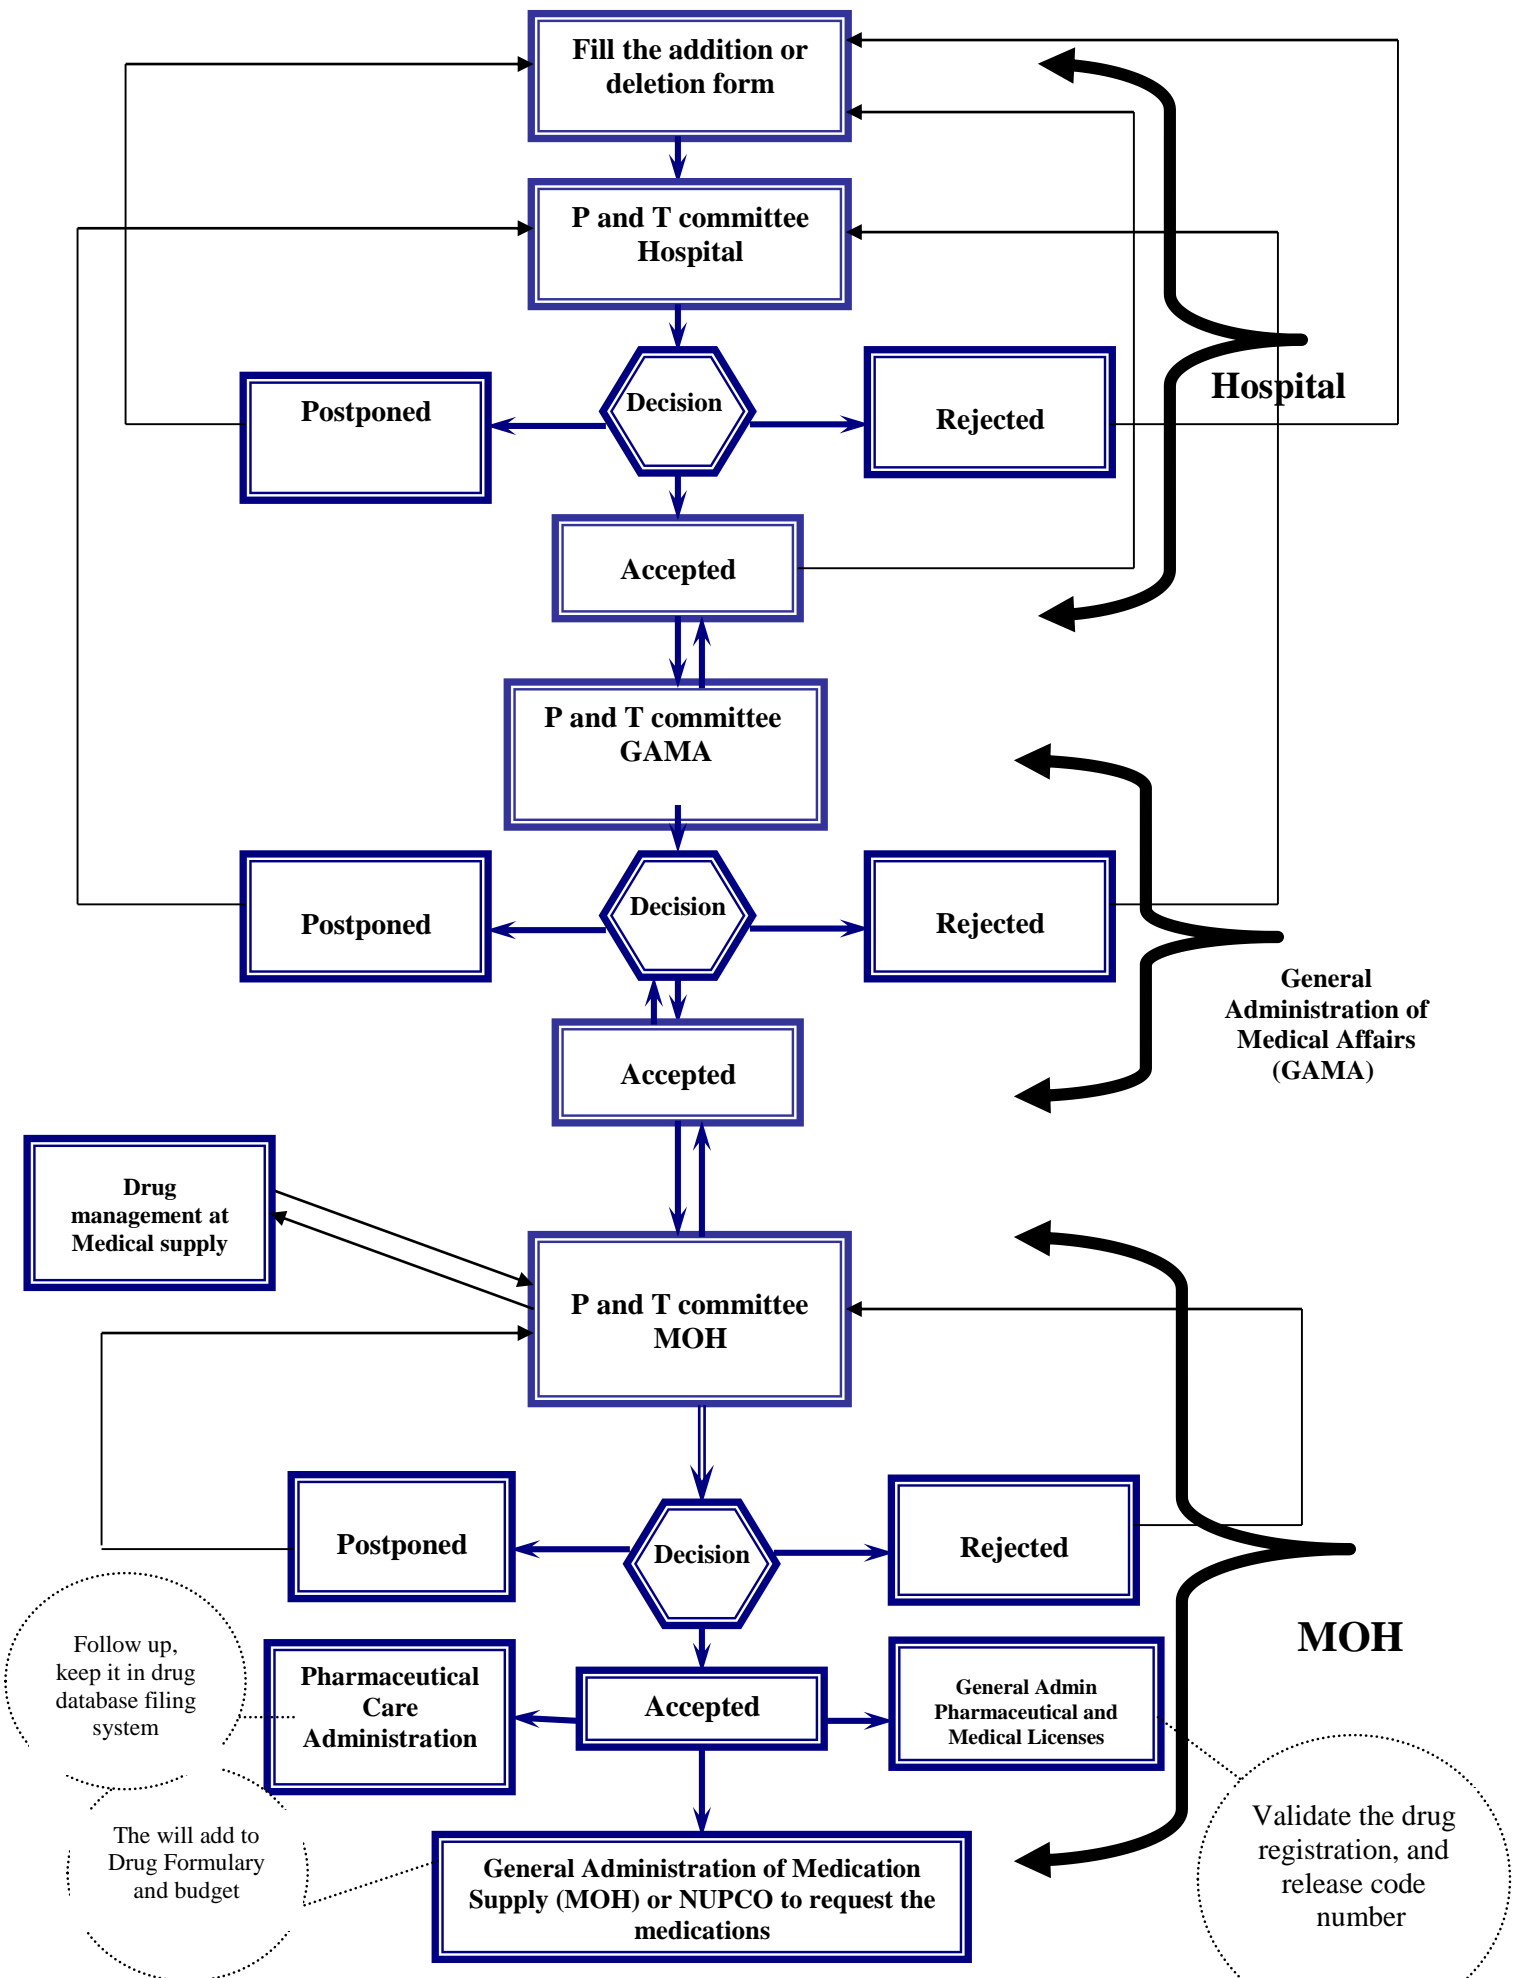 Fill the addition or
deletion form
P and T committee
Hospital
Decision
Postponed
Rejected
Hospital
Accepted
P and T committee
GAMA
Decision
Postponed
Rejected
General
Administration of
Medical Affairs
(GAMA)
Accepted
Drug
management at
Medical supply
P and T committee
MOH
Postponed
Decision
Rejected
MOH
Follow up,
keep it in drug
database filing
system
Pharmaceutical
Care
Administration
Accepted
General Admin
Pharmaceutical and
Medical Licenses
The will add to
Drug Formulary
and budget
General Administration of Medication
Supply (MOH) or NUPCO to request the
medications
Validate the drug
registration, and
release code
number